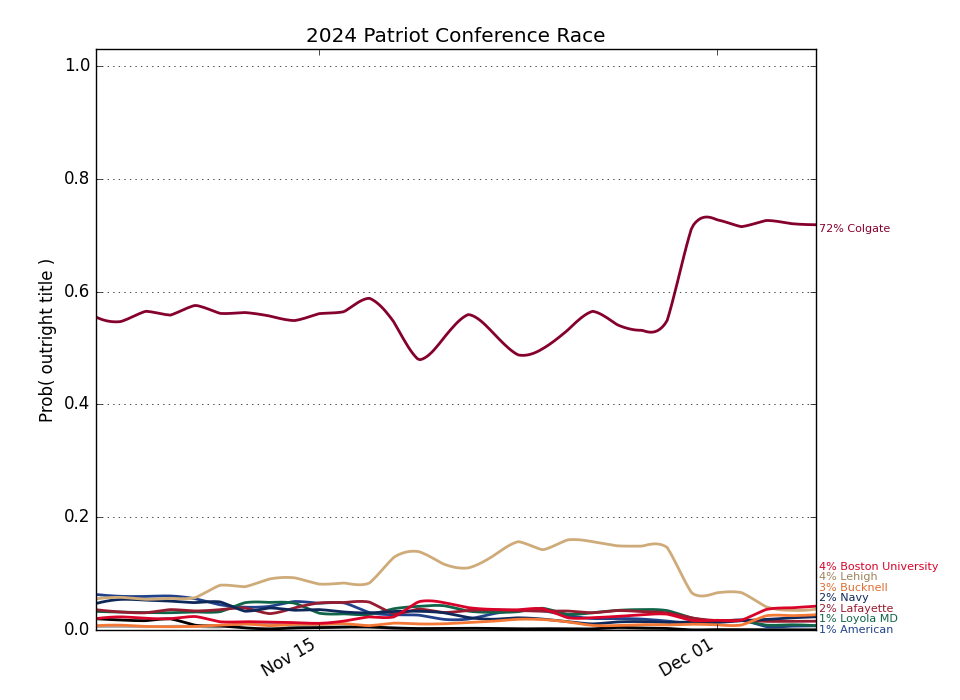 2024 Patriot Conference Race
1.0
0.8
0.6
0.4
0.2
0.0
Prob( outright title )
Nov 15
Dec 01
72% Colgate
4% Boston University
4% Lehigh
3% Bucknell
2% Navy
2% Lafayette
1% Loyola MD
1% American